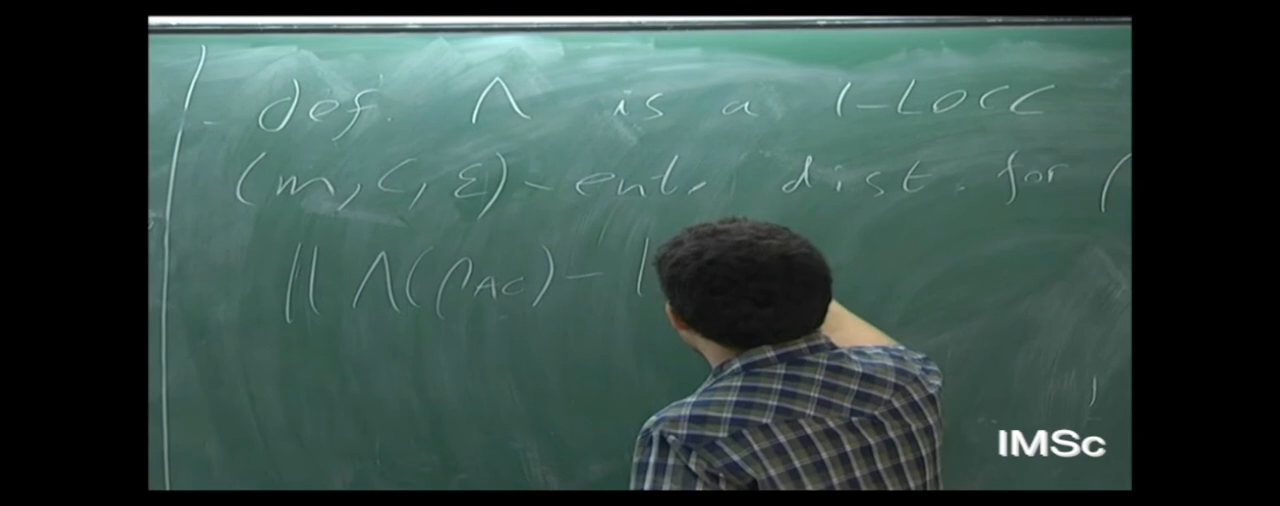 def. Λ is a 1-LOCC
(m, c, ε)-ent. dist. for (
|| Λ(ρ_AC) - |
IMSc